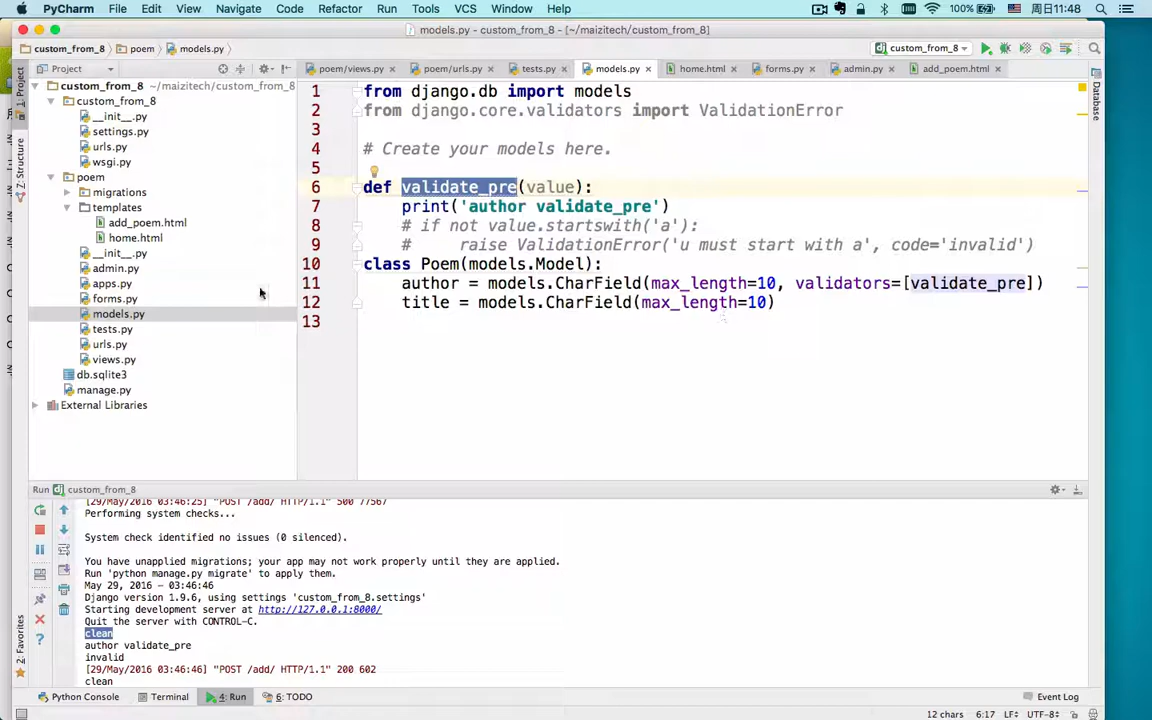 PyCharm File Edit View Navigate Code Refactor Run Tools VCS Window Help 100% 周日11:48
models.py - custom_from_8 - [~/maizitech/custom_from_8]
custom_from_8 poem models.py custom_from_8
Project poem/views.py poem/urls.py tests.py models.py home.html forms.py admin.py add_poem.html
1: Project
Z: Structure
2: Favorites
Database
custom_from_8 ~/maizitech/custom_from_8
custom_from_8
__init__.py
settings.py
urls.py
wsgi.py
poem
migrations
templates
add_poem.html
home.html
__init__.py
admin.py
apps.py
forms.py
models.py
tests.py
urls.py
views.py
db.sqlite3
manage.py
External Libraries
1 from django.db import models
2 from django.core.validators import ValidationError
3
4 # Create your models here.
5
6 def validate_pre(value):
7 print('author validate_pre')
8 # if not value.startswith('a'):
9 # raise ValidationError('u must start with a', code='invalid')
10 class Poem(models.Model):
11 author = models.CharField(max_length=10, validators=[validate_pre])
12 title = models.CharField(max_length=10)
13
Run custom_from_8
[29/May/2016 03:46:25] "POST /add/ HTTP/1.1" 500 77567
Performing system checks...
System check identified no issues (0 silenced).
You have unapplied migrations; your app may not work properly until they are applied.
Run 'python manage.py migrate' to apply them.
May 29, 2016 - 03:46:46
Django version 1.9.6, using settings 'custom_from_8.settings'
Starting development server at http://127.0.0.1:8000/
Quit the server with CONTROL-C.
clean
author validate_pre
invalid
[29/May/2016 03:46:46] "POST /add/ HTTP/1.1" 200 602
clean
Python Console Terminal 4: Run 6: TODO Event Log
12 chars 6:17 LF÷ UTF-8÷